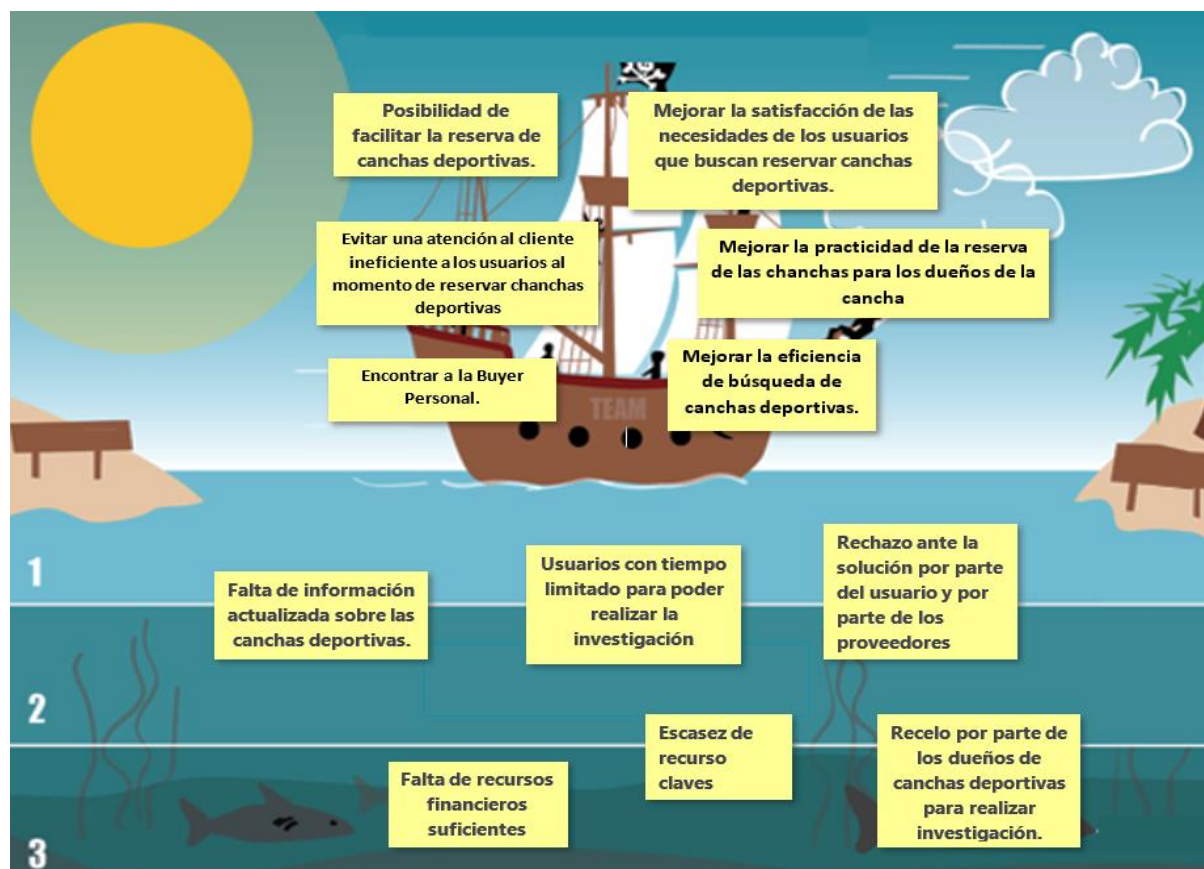 Posibilidad de
facilitar la reserva de
canchas deportivas.
Mejorar la satisfacción de las
necesidades de los usuarios
que buscan reservar canchas
deportivas.
Evitar una atención al cliente
ineficiente a los usuarios al
momento de reservar chanchas
deportivas
Mejorar la practicidad de la reserva
de las chanchas para los dueños de la
cancha
Encontrar a la Buyer
Personal.
Mejorar la eficiencia
de búsqueda de
canchas deportivas.
TEAM
1
Falta de información
actualizada sobre las
canchas deportivas.
Usuarios con tiempo
limitado para poder
realizar la
investigación
Rechazo ante la
solución por parte
del usuario y por
parte de los
proveedores
2
Escasez de
recurso
claves
Recelo por parte de
los dueños de
canchas deportivas
para realizar
investigación.
Falta de recursos
financieros
suficientes
3